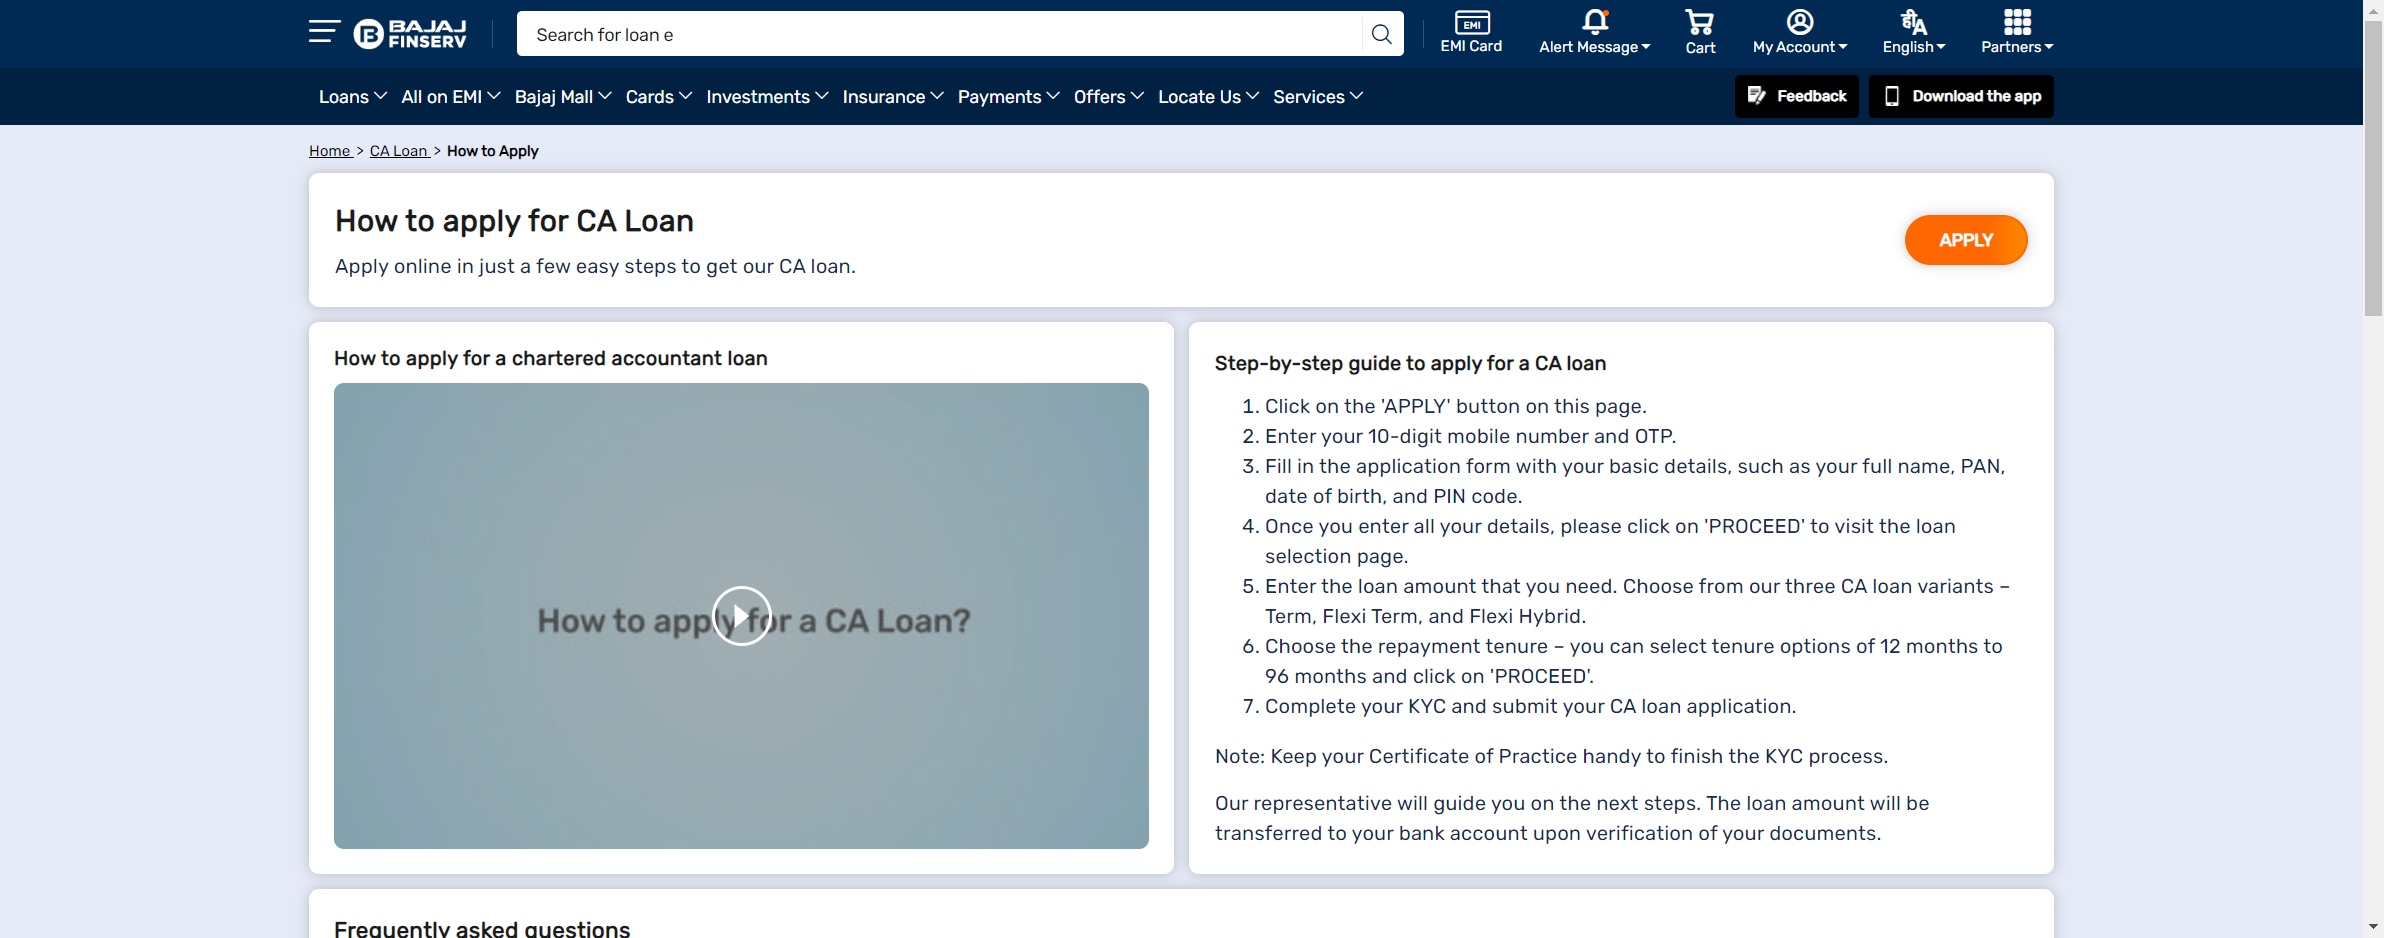 BAJAJ
FINSERV
Search for loan e
EMI
EMI Card
Alert Message
Cart
My Account
ही A
English
Partners
Loans All on EMI Bajaj Mall Cards Investments Insurance Payments Offers Locate Us Services
Feedback
Download the app
Home > CA Loan > How to Apply
How to apply for CA Loan
Apply online in just a few easy steps to get our CA loan.
APPLY
How to apply for a chartered accountant loan
How to apply for a CA Loan?
Step-by-step guide to apply for a CA loan
1. Click on the 'APPLY' button on this page.
2. Enter your 10-digit mobile number and OTP.
3. Fill in the application form with your basic details, such as your full name, PAN,
date of birth, and PIN code.
4. Once you enter all your details, please click on 'PROCEED' to visit the loan
selection page.
5. Enter the loan amount that you need. Choose from our three CA loan variants –
Term, Flexi Term, and Flexi Hybrid.
6. Choose the repayment tenure – you can select tenure options of 12 months to
96 months and click on 'PROCEED'.
7. Complete your KYC and submit your CA loan application.
Note: Keep your Certificate of Practice handy to finish the KYC process.
Our representative will guide you on the next steps. The loan amount will be
transferred to your bank account upon verification of your documents.
Frequently asked questions